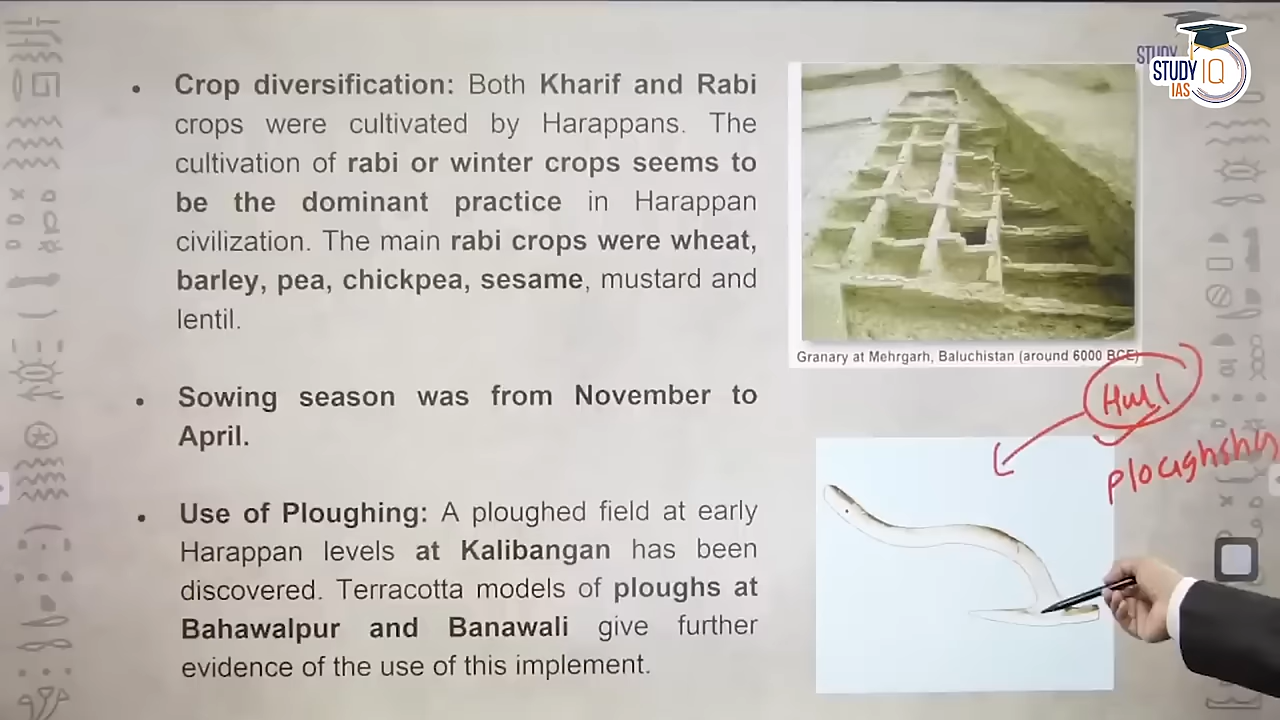 STUDY
STUDY IQ
IAS
• Crop diversification: Both Kharif and Rabi
crops were cultivated by Harappans. The
cultivation of rabi or winter crops seems to
be the dominant practice in Harappan
civilization. The main rabi crops were wheat,
barley, pea, chickpea, sesame, mustard and
lentil.
• Sowing season was from November to
April.
• Use of Ploughing: A ploughed field at early
Harappan levels at Kalibangan has been
discovered. Terracotta models of ploughs at
Bahawalpur and Banawali give further
evidence of the use of this implement.
Granary at Mehrgarh, Baluchistan (around 6000 BCE)